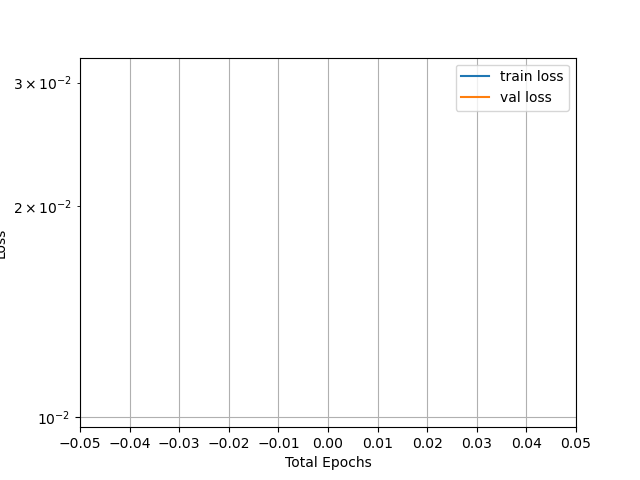 train loss
val loss
3 × 10⁻²
2 × 10⁻²
10⁻²
Loss
−0.05 −0.04 −0.03 −0.02 −0.01 0.00 0.01 0.02 0.03 0.04 0.05
Total Epochs